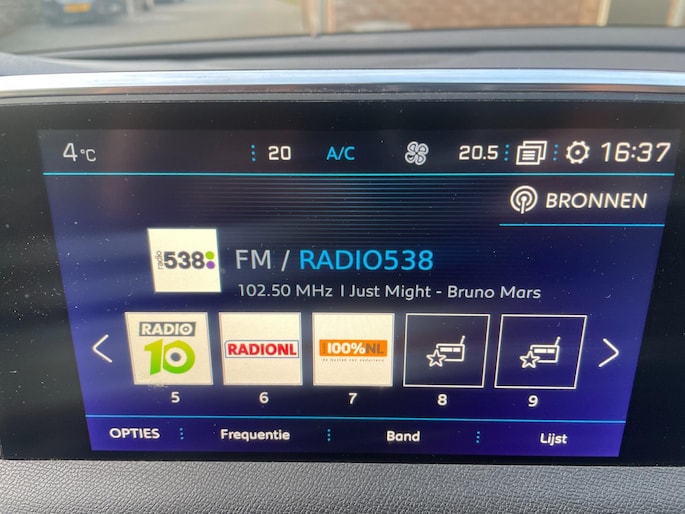 4°C 20 A/C 20.5 16:37
BRONNEN
radio 538 FM / RADIO538
102.50 MHz I Just Might - Bruno Mars
RADIO 10
RADIONL
100%NL
5 6 7 8 9
OPTIES Frequentie Band Lijst